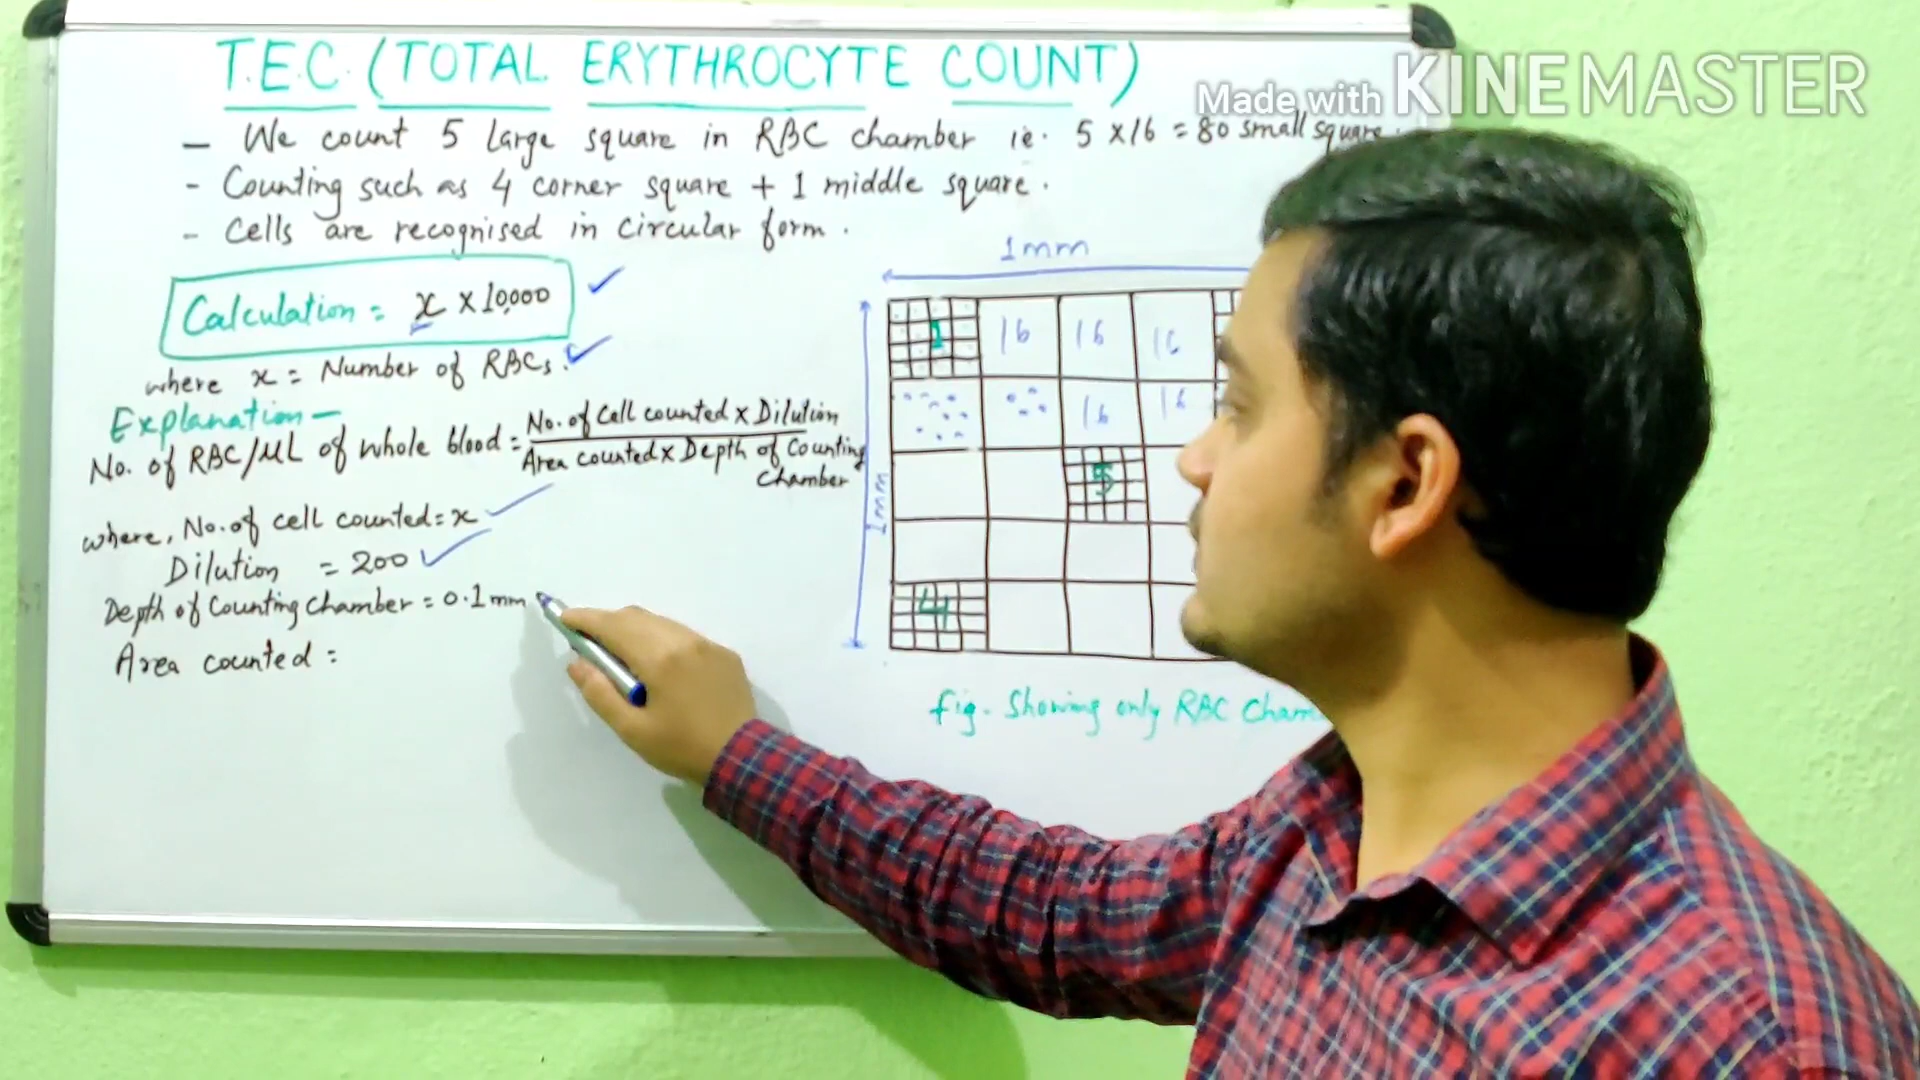 T.E.C. (TOTAL ERYTHROCYTE COUNT)
Made with KINEMASTER
- We count 5 large square in RBC chamber ie. 5 x 16 = 80 small square.
- Counting such as 4 corner square + 1 middle square.
- Cells are recognised in circular form.
Calculation = x × 10,000
where x = Number of RBCs.
Explanation -
No. of RBC/µL of whole blood = No. of Cell counted x Dilution
Area counted x Depth of Counting
Chamber
where, No. of cell counted = x
Dilution = 200
Depth of Counting Chamber = 0.1 mm
Area counted =
1mm
1mm
1 16 16 16
16 16
5
4
fig. Showing only RBC